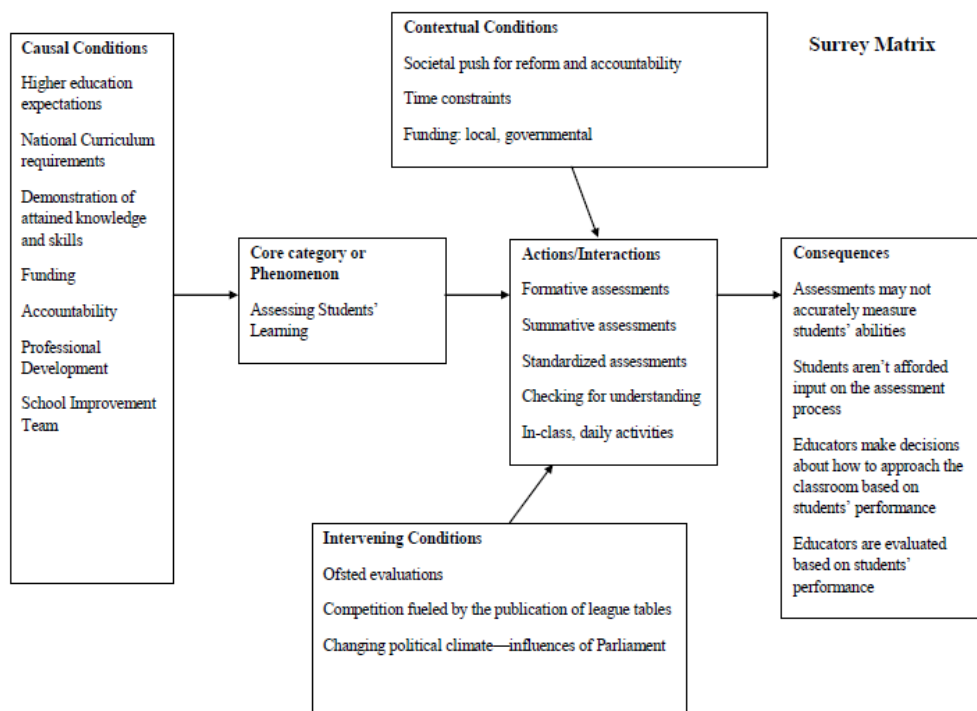 Surrey Matrix
Causal Conditions
Higher education
expectations
National Curriculum
requirements
Demonstration of
attained knowledge
and skills
Funding
Accountability
Professional
Development
School Improvement
Team
Contextual Conditions
Societal push for reform and accountability
Time constraints
Funding: local, governmental
Core category or
Phenomenon
Assessing Students’
Learning
Actions/Interactions
Formative assessments
Summative assessments
Standardized assessments
Checking for understanding
In-class, daily activities
Intervening Conditions
Ofsted evaluations
Competition fueled by the publication of league tables
Changing political climate—influences of Parliament
Consequences
Assessments may not
accurately measure
students’ abilities
Students aren’t afforded
input on the assessment
process
Educators make decisions
about how to approach the
classroom based on
students’ performance
Educators are evaluated
based on students’
performance